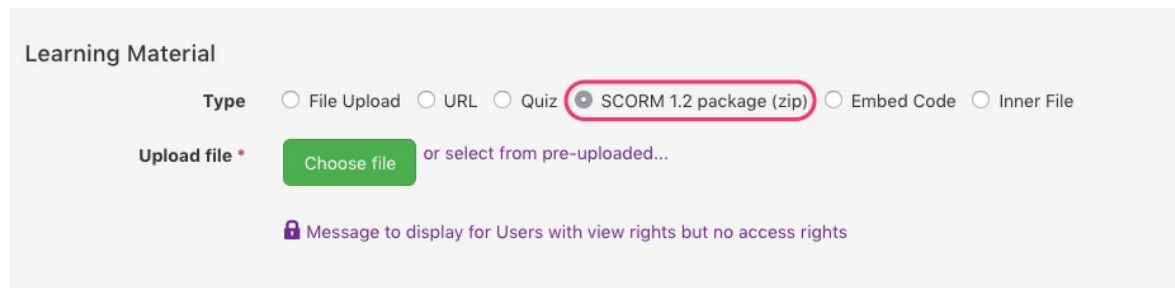 Learning Material
Type File Upload URL Quiz SCORM 1.2 package (zip) Embed Code Inner File
Upload file * Choose file or select from pre-uploaded...
Message to display for Users with view rights but no access rights